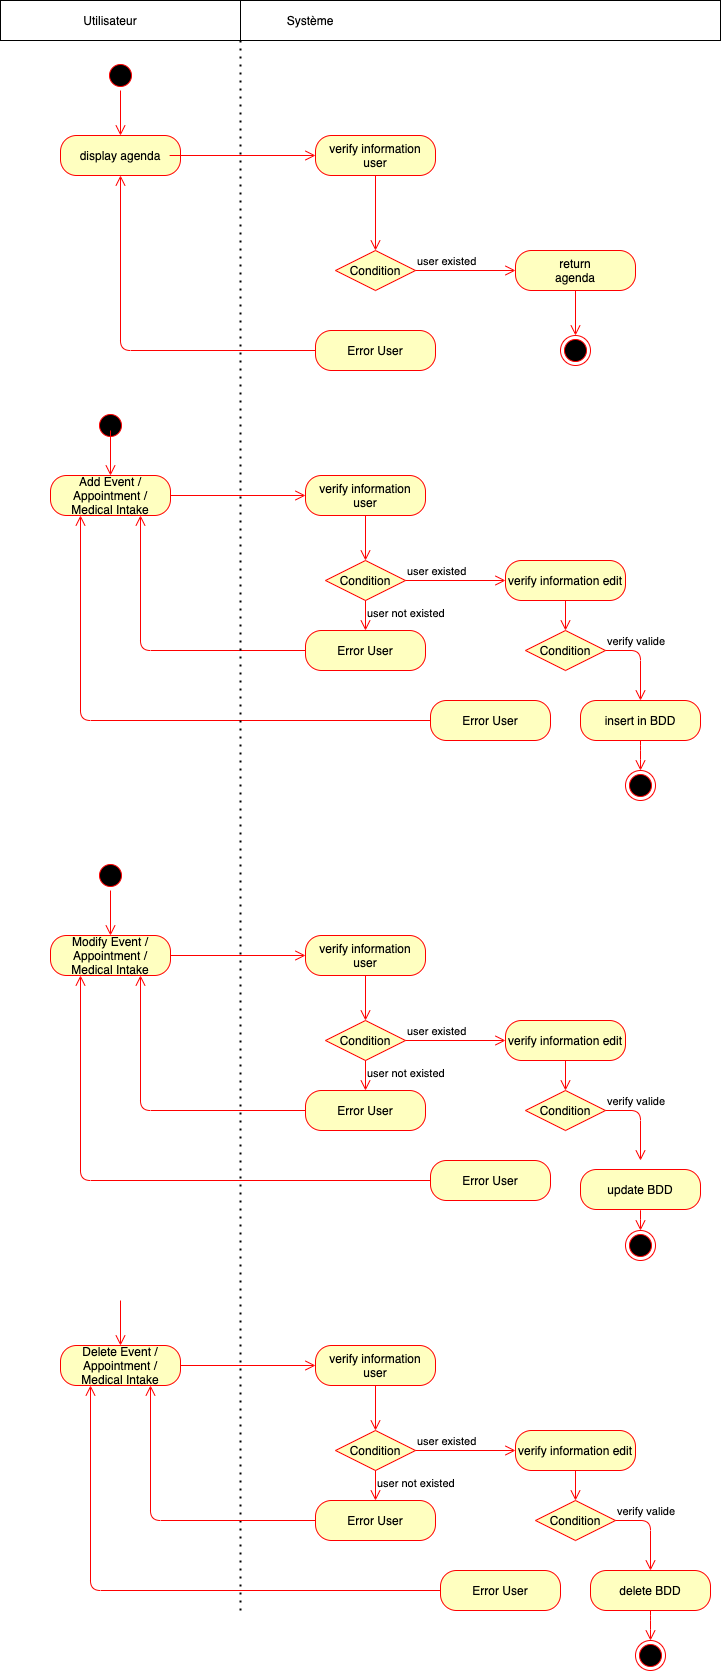 Utilisateur
Système
display agenda
verify information
user
Condition
user existed
return
agenda
Error User
Add Event /
Appointment /
Medical Intake
verify information
user
Condition
user existed
verify information edit
user not existed
Error User
Condition
verify valide
Error User
insert in BDD
Modify Event /
Appointment /
Medical Intake
verify information
user
Condition
user existed
verify information edit
user not existed
Error User
Condition
verify valide
Error User
update BDD
Delete Event /
Appointment /
Medical Intake
verify information
user
Condition
user existed
verify information edit
user not existed
Error User
Condition
verify valide
Error User
delete BDD